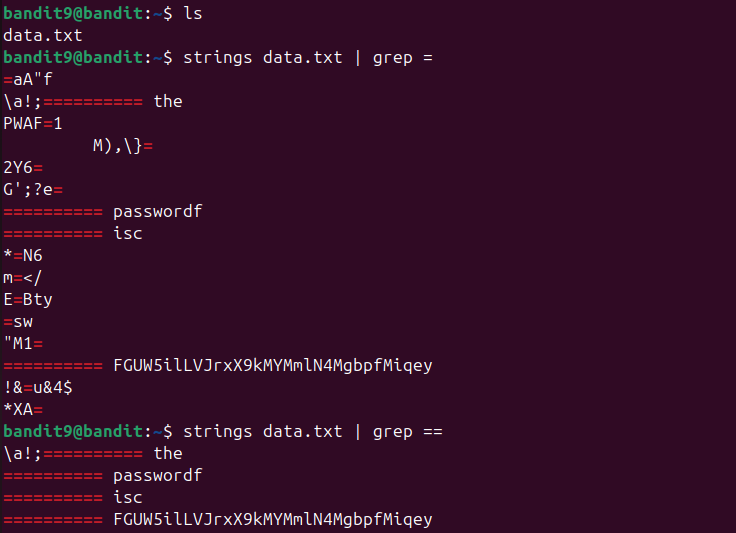 bandit9@bandit:~$ ls
data.txt
bandit9@bandit:~$ strings data.txt | grep =
=aA"f
\a!;========== the
PWAF=1
M),\}=
2Y6=
G';?e=
========== passwordf
========== isc
*=N6
m=</
E=Bty
=sw
"M1=
========== FGUW5ilLVJrxX9kMYMmlN4MgbpfMiqey
!&=u&4$
*XA=
bandit9@bandit:~$ strings data.txt | grep ==
\a!;========== the
========== passwordf
========== isc
========== FGUW5ilLVJrxX9kMYMmlN4MgbpfMiqey